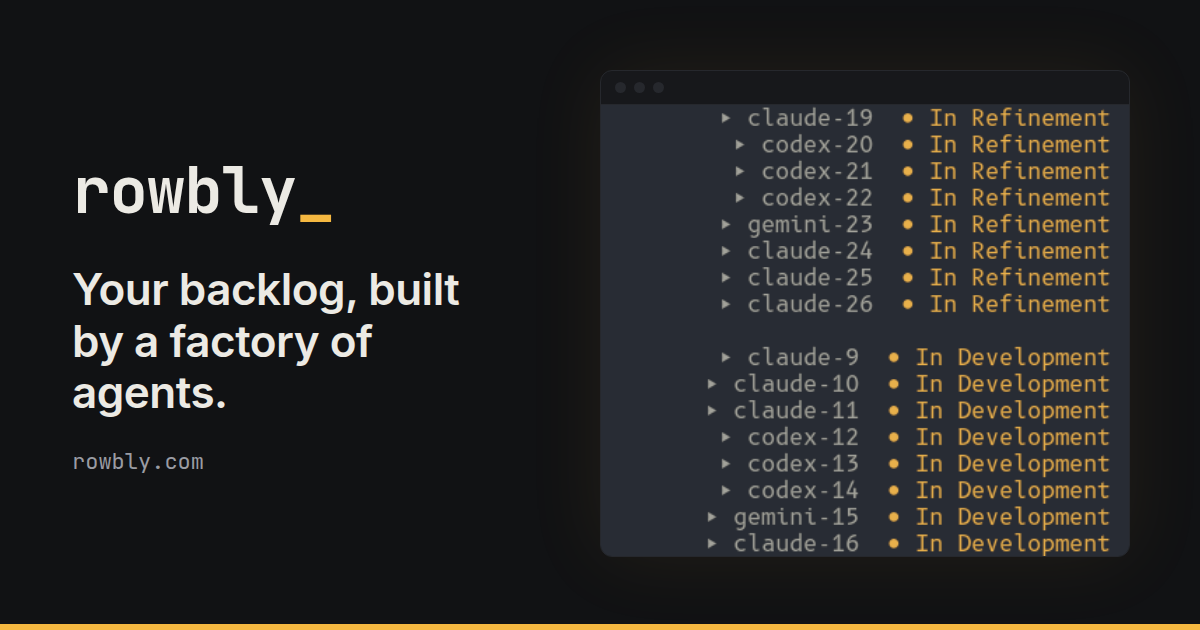 rowbly_
Your backlog, built
by a factory of
agents.
rowbly.com
▸ claude-19 ● In Refinement
▸ codex-20 ● In Refinement
▸ codex-21 ● In Refinement
▸ codex-22 ● In Refinement
▸ gemini-23 ● In Refinement
▸ claude-24 ● In Refinement
▸ claude-25 ● In Refinement
▸ claude-26 ● In Refinement
▸ claude-9 ● In Development
▸ claude-10 ● In Development
▸ claude-11 ● In Development
▸ codex-12 ● In Development
▸ codex-13 ● In Development
▸ codex-14 ● In Development
▸ gemini-15 ● In Development
▸ claude-16 ● In Development